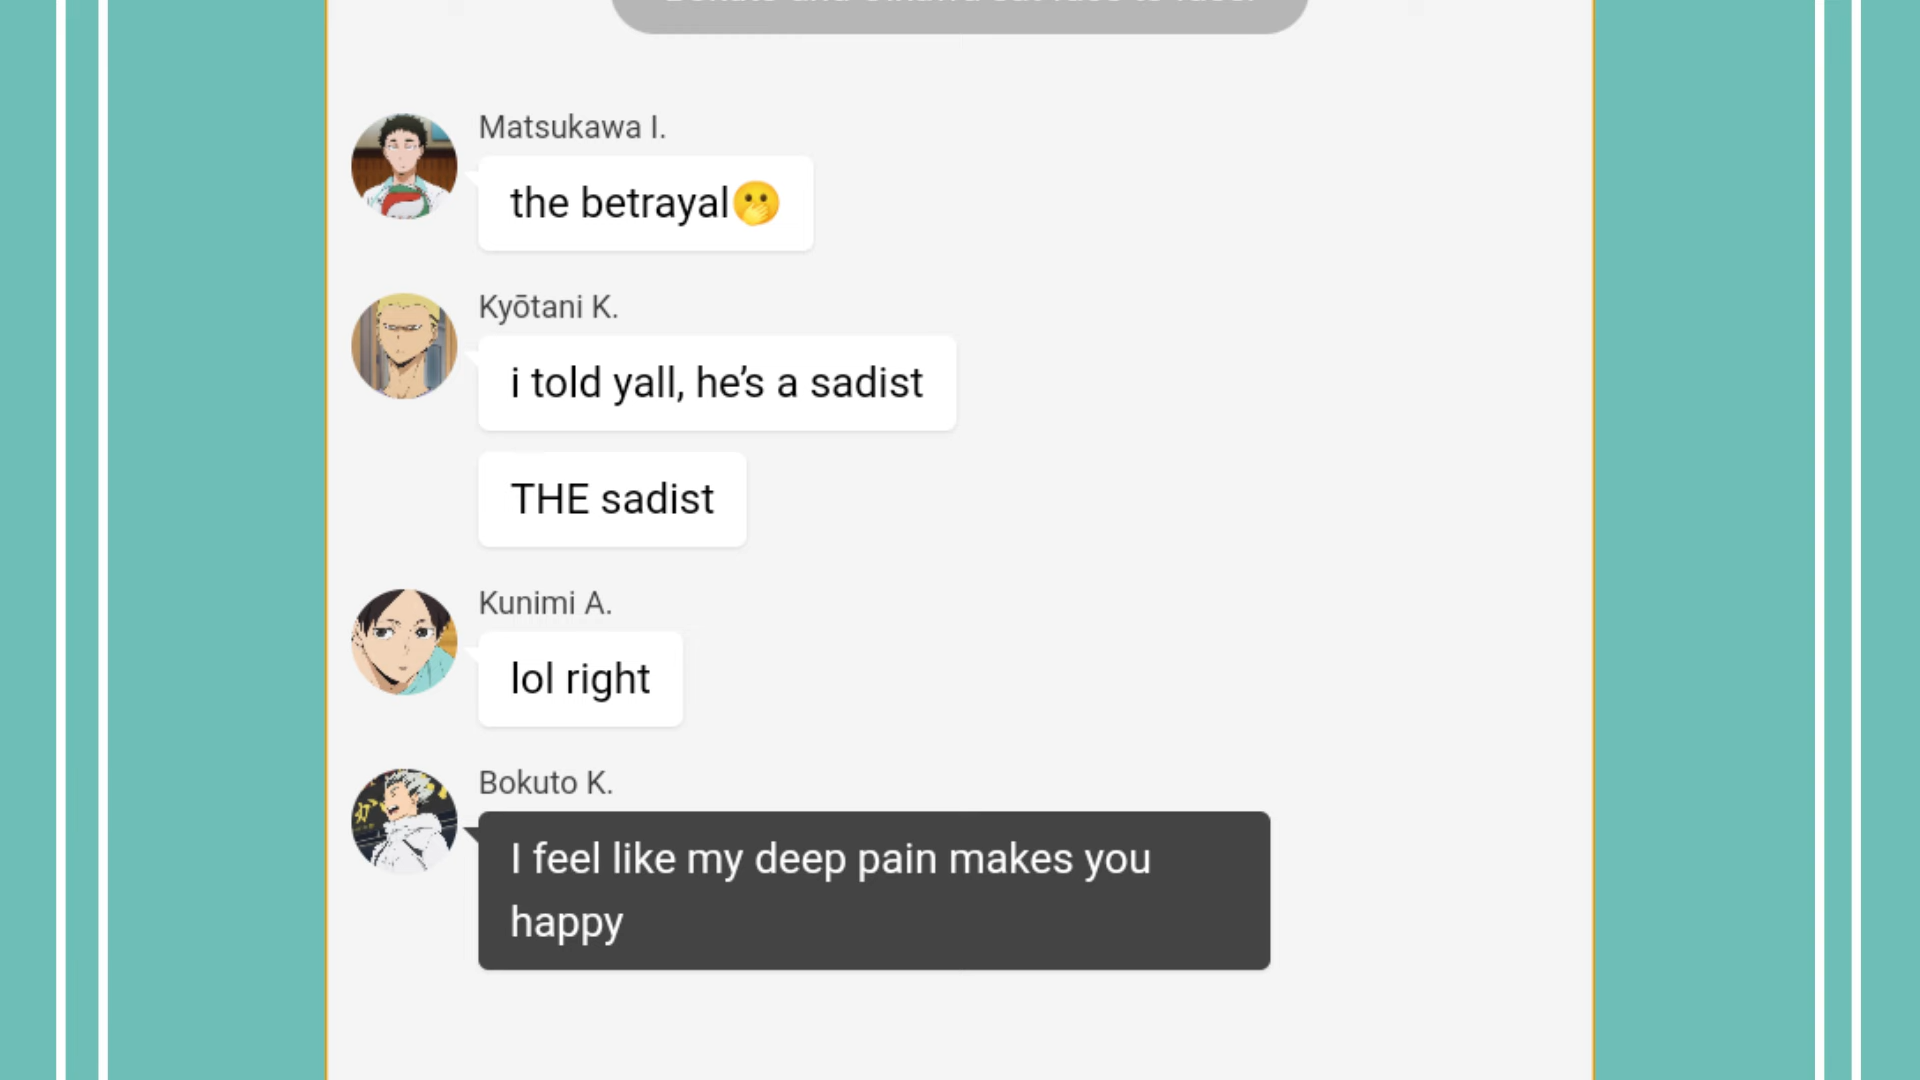 Matsukawa I.
the betrayal🫢
Kyōtani K.
i told yall, he’s a sadist
THE sadist
Kunimi A.
lol right
Bokuto K.
I feel like my deep pain makes you
happy